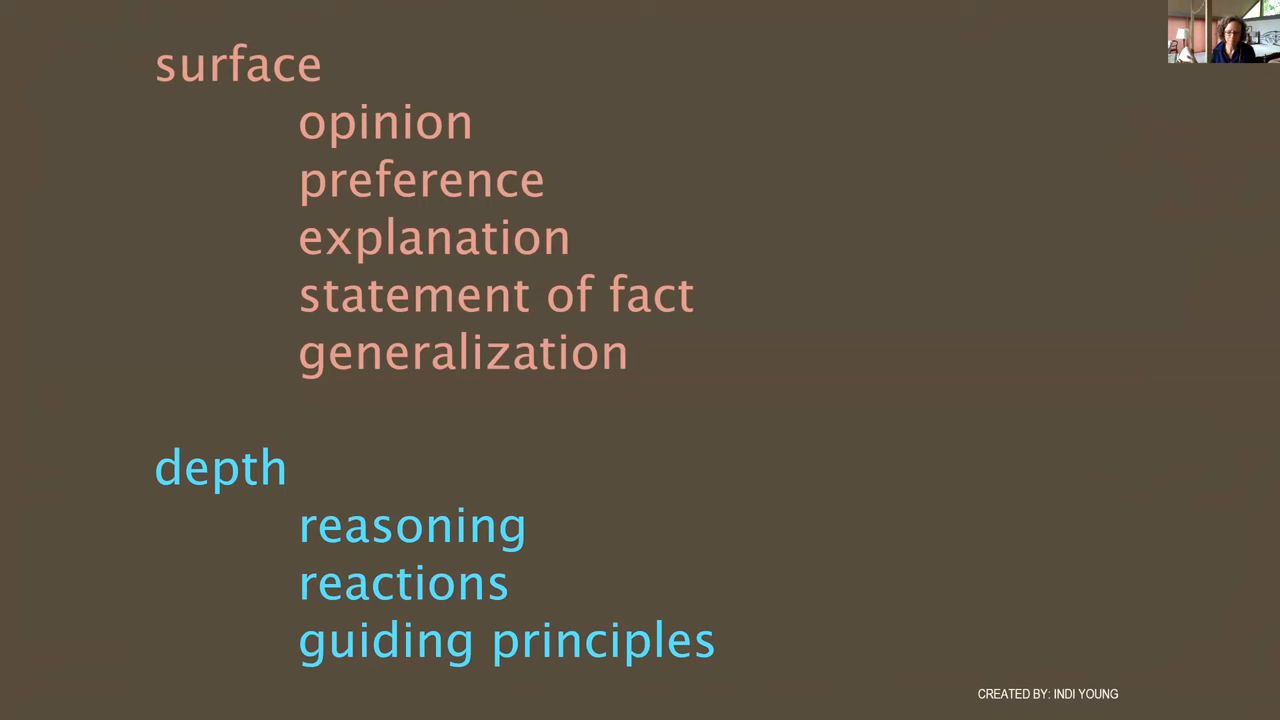 surface
opinion
preference
explanation
statement of fact
generalization
depth
reasoning
reactions
guiding principles
CREATED BY: INDI YOUNG